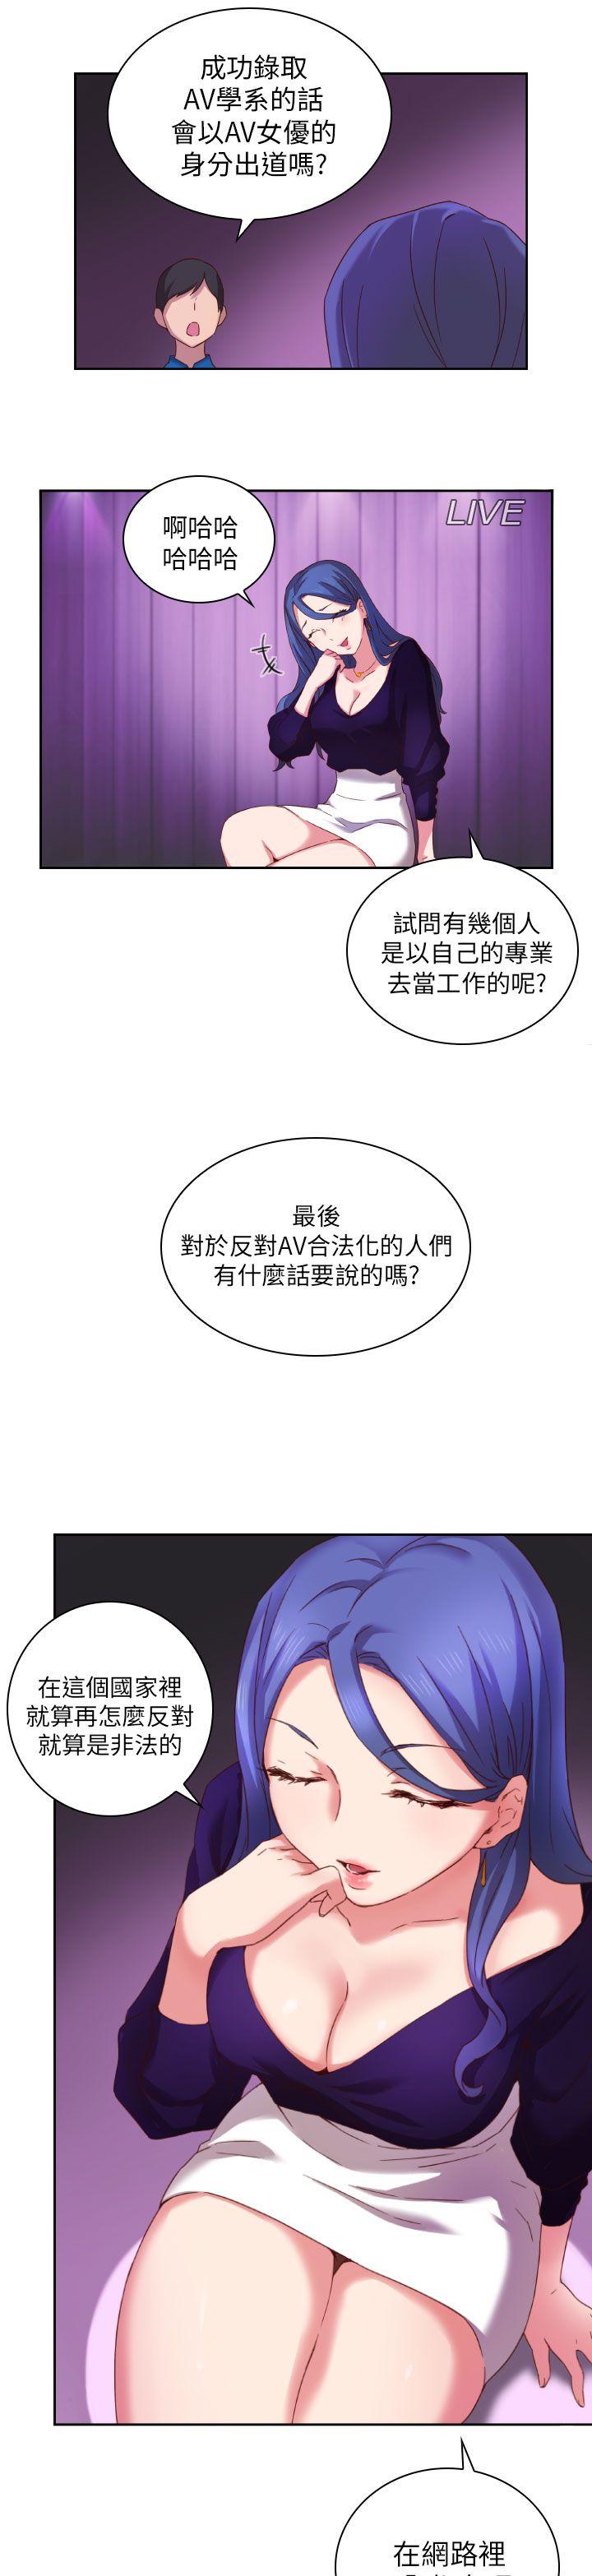 成功錄取
AV學系的話
會以AV女優的
身分出道嗎?
LIVE
啊哈哈
哈哈哈
試問有幾個人
是以自己的專業
去當工作的呢?
最後
對於反對AV合法化的人們
有什麼話要說的嗎?
在這個國家裡
就算再怎麼反對
就算是非法的
在網路裡